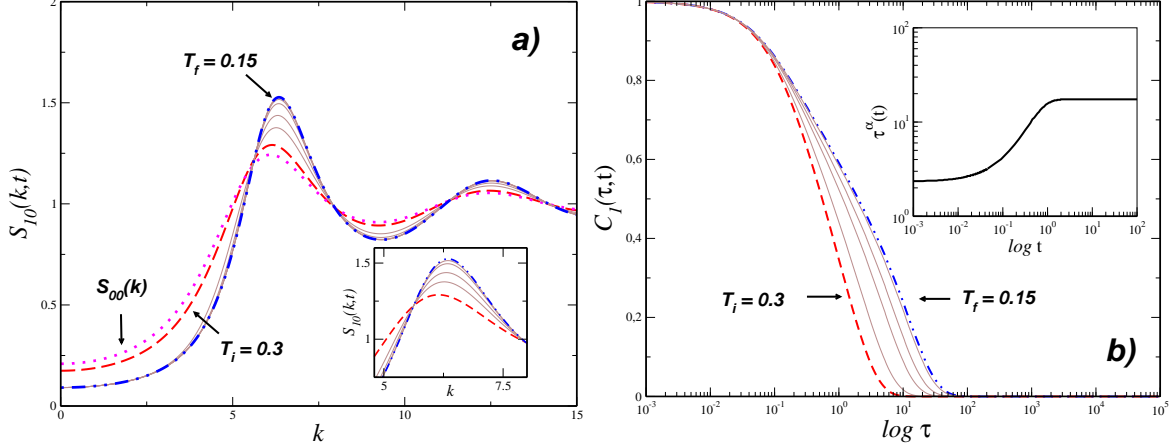 a)
T_f = 0.15
S_00(k)
T_i = 0.3
S_10(k,t)
2
1.5
1
0.5
0
0
5
10
15
k
S_10(k,t)
1.5
1
5
6
7
8
k
b)
T_i = 0.3
T_f = 0.15
C_I(τ,t)
1
0.8
0.6
0.4
0.2
0
10^-3
10^-2
10^-1
10^0
10^1
10^2
10^3
10^4
10^5
log τ
τ^α(t)
10^2
10^1
10^0
10^-3
10^-2
10^-1
10^0
10^1
10^2
log t